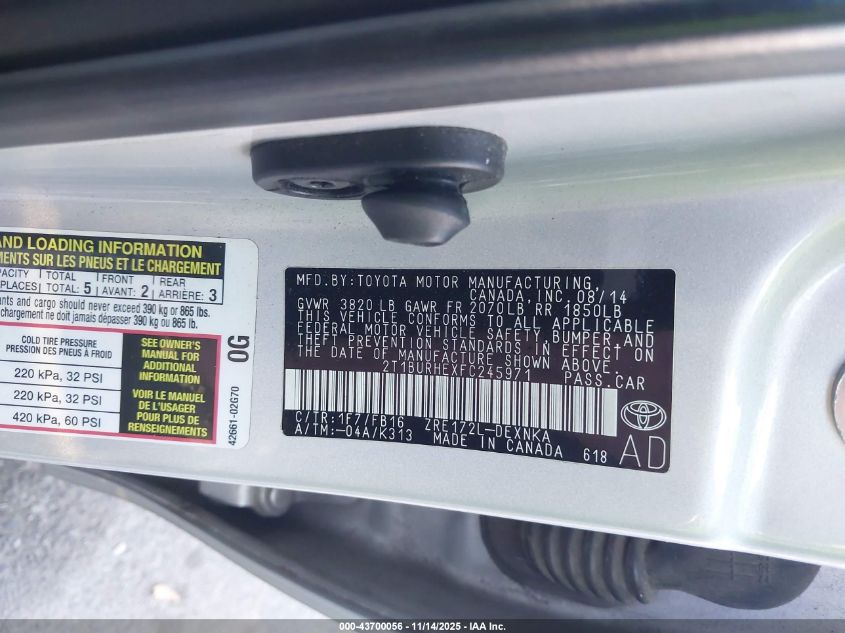 AND LOADING INFORMATION
EMENTS SUR LES PNEUS ET LE CHARGEMENT
PACITY TOTAL FRONT REAR
PLACES TOTAL: 5 AVANT: 2 ARRIÈRE: 3
ants and cargo should never exceed 390 kg or 865 lbs.
chargement ne doit jamais dépasser 390 kg ou 865 lb.
COLD TIRE PRESSURE
PRESSION DES PNEUS À FROID
220 kPa, 32 PSI
220 kPa, 32 PSI
420 kPa, 60 PSI
SEE OWNER'S
MANUAL FOR
ADDITIONAL
INFORMATION
VOIR LE MANUEL
DE L'USAGER
POUR PLUS DE
RENSEIGNEMENTS
0G
42661-02G70
MFD.BY:TOYOTA MOTOR MANUFACTURING,
CANADA, INC. 08/14
GVWR 3820 LB GAWR FR 2070LB RR 1850LB
THIS VEHICLE CONFORMS TO ALL APPLICABLE
FEDERAL MOTOR VEHICLE SAFETY, BUMPER, AND
THEFT PREVENTION STANDARDS IN EFFECT ON
THE DATE OF MANUFACTURE SHOWN ABOVE.
2T1BURHEXFC245971 PASS.CAR
C/TR:1F7/FB16 ZRE172L-DEXNKA
A/TM:-04A/K313 MADE IN CANADA 618
AD
000-43700056 - 11/14/2025 - IAA Inc.